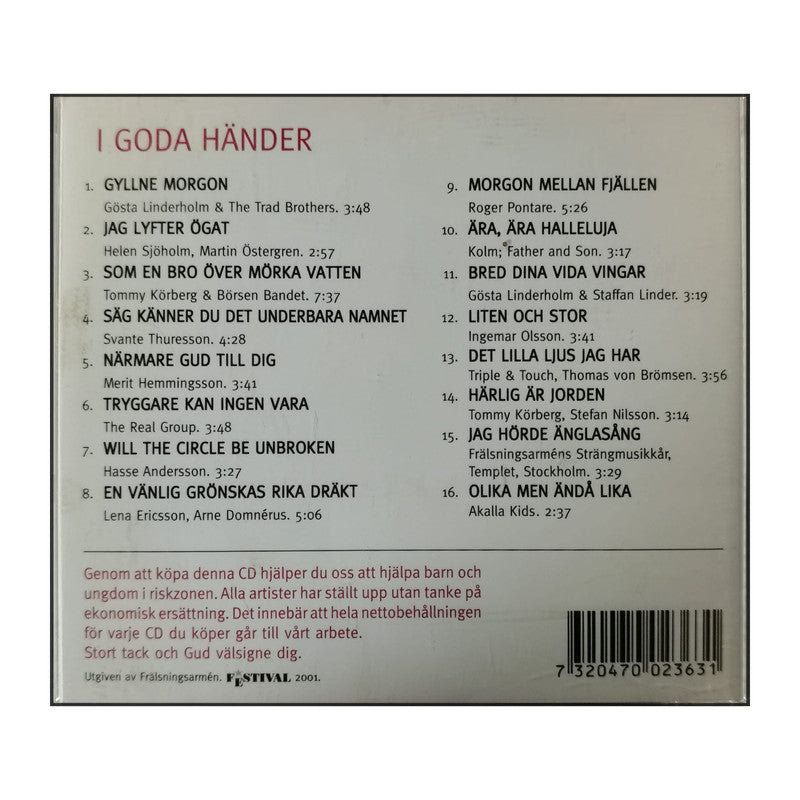 I GODA HÄNDER
1. GYLLNE MORGON
Gösta Linderholm & The Trad Brothers. 3:48
2. JAG LYFTER ÖGAT
Helen Sjöholm, Martin Östergren. 2:57
3. SOM EN BRO ÖVER MÖRKA VATTEN
Tommy Körberg & Börsen Bandet. 7:37
4. SÄG KÄNNER DU DET UNDERBARA NAMNET
Svante Thuresson. 4:28
5. NÄRMARE GUD TILL DIG
Merit Hemmingsson. 3:41
6. TRYGGARE KAN INGEN VARA
The Real Group. 3:48
7. WILL THE CIRCLE BE UNBROKEN
Hasse Andersson. 3:27
8. EN VÄNLIG GRÖNSKAS RIKA DRÄKT
Lena Ericsson, Arne Domnérus. 5:06
9. MORGON MELLAN FJÄLLEN
Roger Pontare. 5:26
10. ÄRA, ÄRA HALLELUJA
Kolm; Father and Son. 3:17
11. BRED DINA VIDA VINGAR
Gösta Linderholm & Staffan Linder. 3:19
12. LITEN OCH STOR
Ingemar Olsson. 3:41
13. DET LILLA LJUS JAG HAR
Triple & Touch, Thomas von Brömsen. 3:56
14. HÄRLIG ÄR JORDEN
Tommy Körberg, Stefan Nilsson. 3:14
15. JAG HÖRDE ÄNGLASÅNG
Frälsningsarméns Strängmusikkår,
Templet, Stockholm. 3:29
16. OLIKA MEN ÄNDÅ LIKA
Akalla Kids. 2:37
Genom att köpa denna CD hjälper du oss att hjälpa barn och
ungdom i riskzonen. Alla artister har ställt upp utan tanke på
ekonomisk ersättning. Det innebär att hela nettobehållningen
för varje CD du köper går till vårt arbete.
Stort tack och Gud välsigne dig.
Utgiven av Frälsningsarmén. FESTIVAL 2001.
7 320470 023631